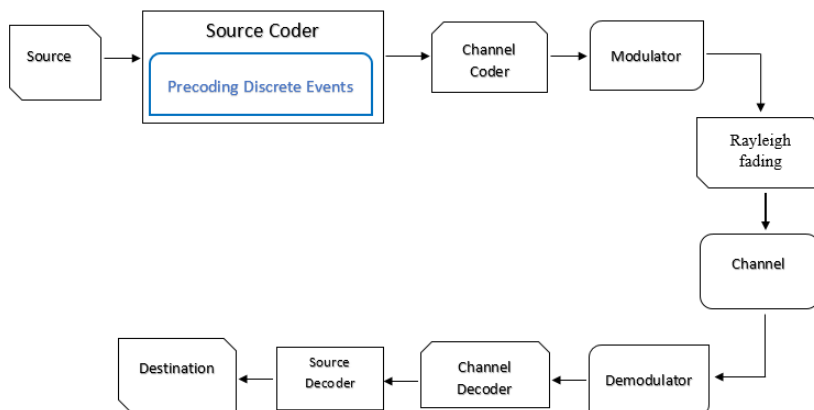 Source
Source Coder
Precoding Discrete Events
Channel
Coder
Modulator
Rayleigh
fading
Channel
Demodulator
Channel
Decoder
Source
Decoder
Destination